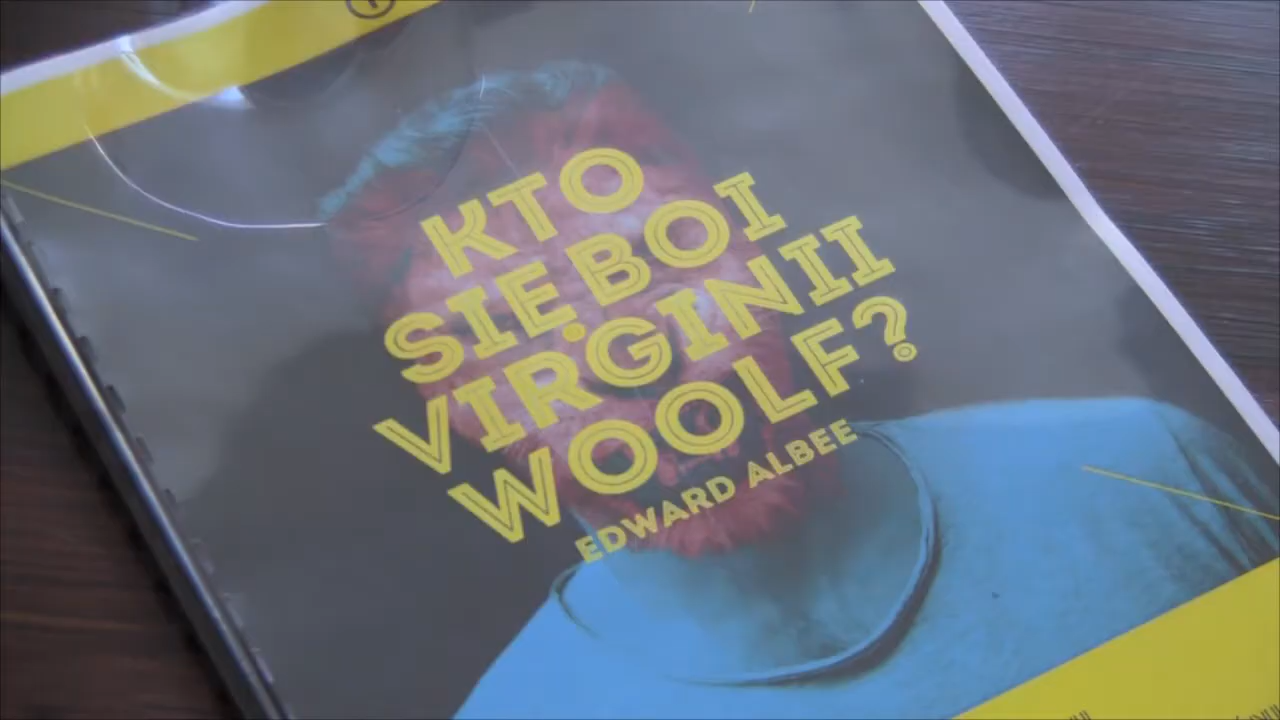 KTO
SIĘ BOI
VIRGINII
WOOLF?
EDWARD ALBEE